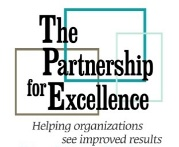 The
Partnership
for Excellence
Helping organizations
see improved results